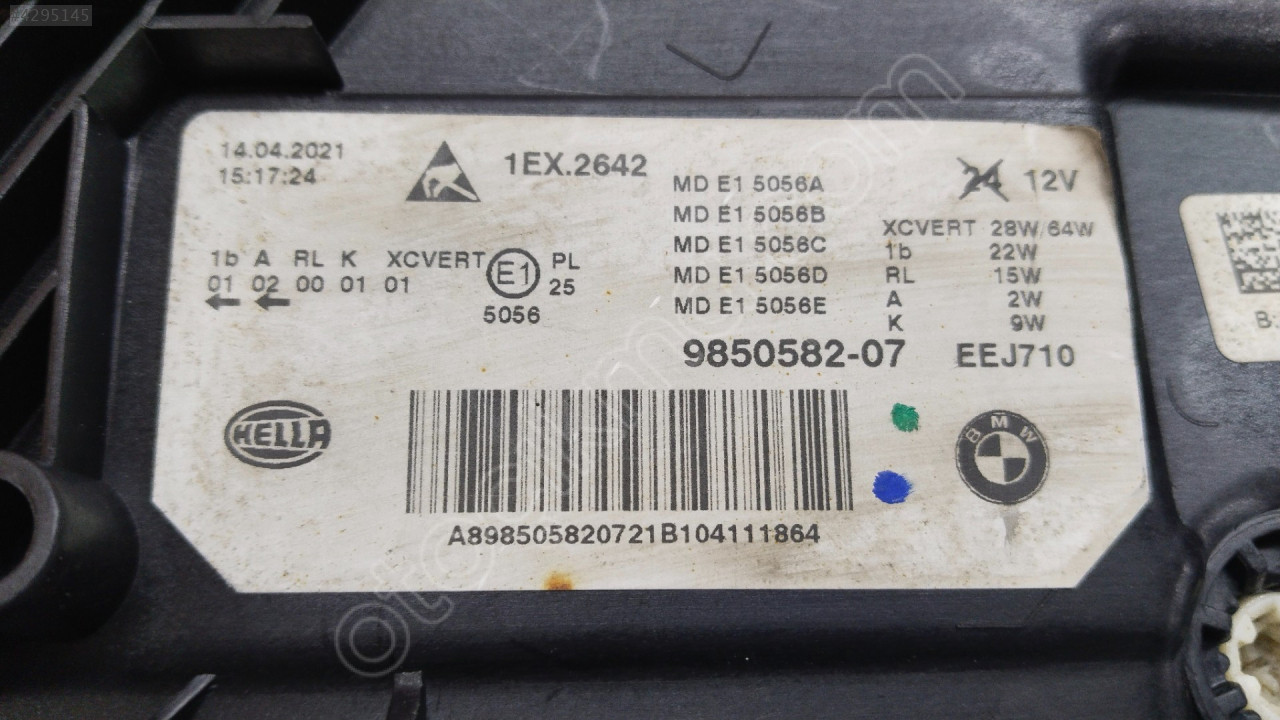 14.04.2021
15:17:24
1EX.2642
MD E1 5056A
MD E1 5056B
MD E1 5056C
MD E1 5056D
MD E1 5056E
24 12V
XCVERT 28W/64W
1b 22W
RL 15W
A 2W
K 9W
1b A RL K XCVERT
01 02 00 01 01
E1
PL
25
5056
9850582-07 EEJ710
HELLA
BMW
A898505820721B104111864
B